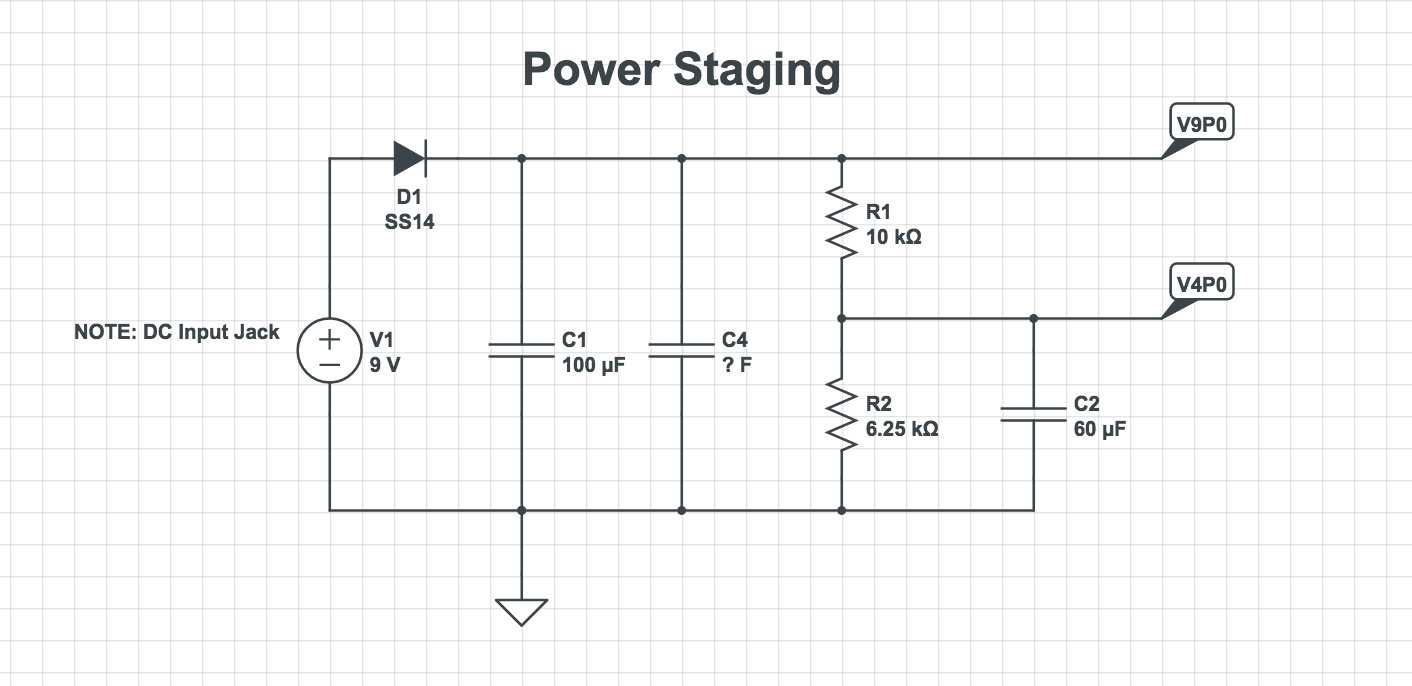 Power Staging
V9P0
D1
SS14
R1
10 kΩ
V4P0
NOTE: DC Input Jack
V1
9 V
C1
100 µF
C4
? F
R2
6.25 kΩ
C2
60 µF